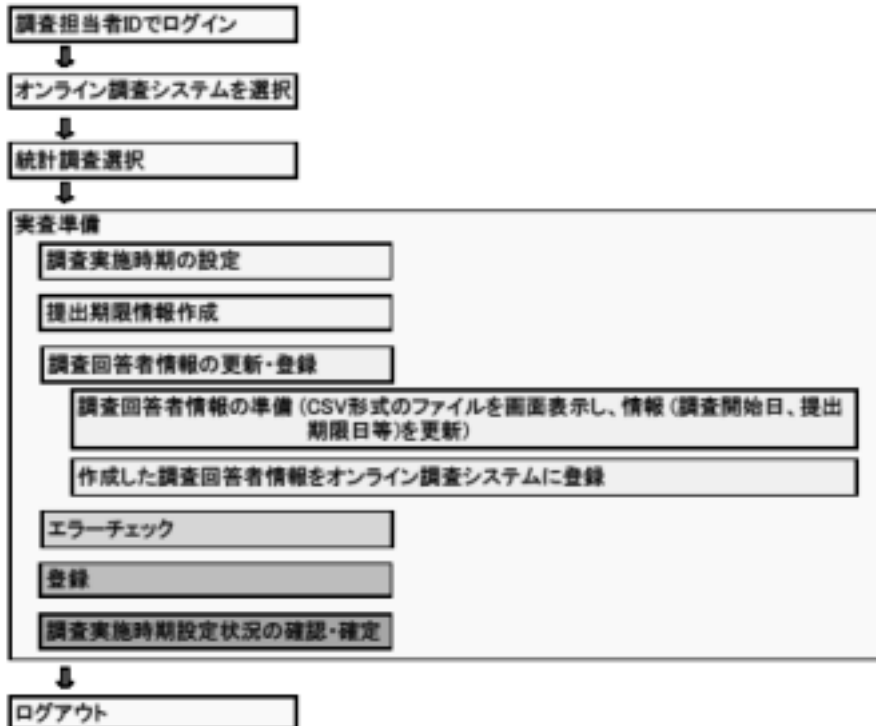 調査担当者IDでログイン
オンライン調査システムを選択
統計調査選択
実査準備
調査実施時期の設定
提出期限情報作成
調査回答者情報の更新・登録
調査回答者情報の準備 (CSV形式のファイルを画面表示し、情報 (調査開始日、提出
期限日等)を更新)
作成した調査回答者情報をオンライン調査システムに登録
エラーチェック
登録
調査実施時期設定状況の確認・確定
ログアウト